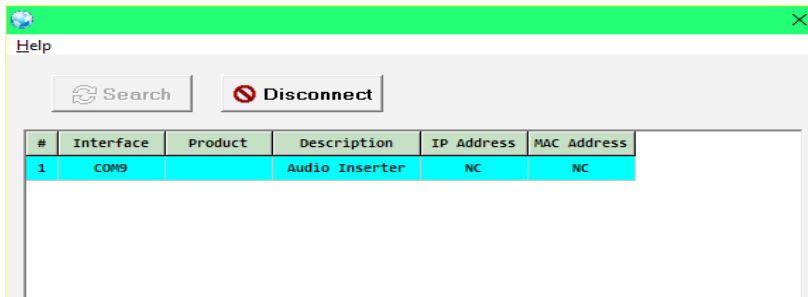 Help
Search Disconnect
# Interface Product Description IP Address MAC Address
1 COM9 Audio Inserter NC NC